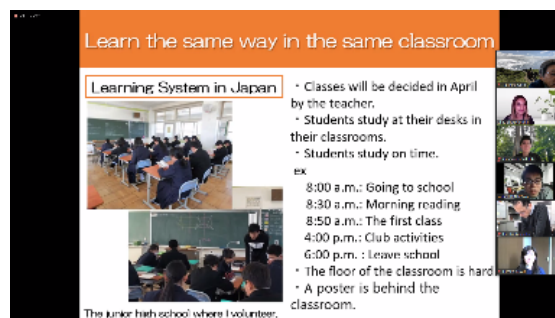 Learn the same way in the same classroom
Learning System in Japan
The junior high school where I volunteer,
・Classes will be decided in April
by the teacher.
・Students study at their desks in
their classrooms.
・Students study on time.
ex
8:00 a.m.: Going to school
8:30 a.m.: Morning reading
8:50 a.m.: The first class
4:00 p.m.: Club activities
6:00 p.m. : Leave school
・The floor of the classroom is hard.
・A poster is behind the
classroom.